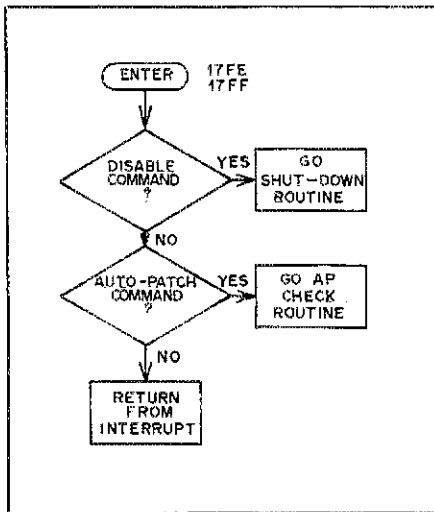 ENTER
17FE
17FF
DISABLE
COMMAND
?
YES
GO
SHUT-DOWN
ROUTINE
NO
AUTO-PATCH
COMMAND
?
YES
GO AP
CHECK
ROUTINE
NO
RETURN
FROM
INTERRUPT